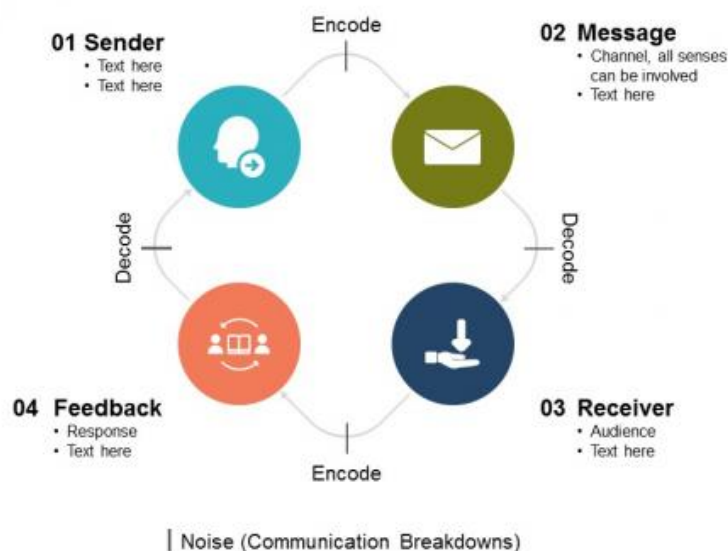 Encode
01 Sender
• Text here
• Text here
02 Message
• Channel, all senses
can be involved
• Text here
Decode
Decode
04 Feedback
• Response
• Text here
03 Receiver
• Audience
• Text here
Encode
Noise (Communication Breakdowns)